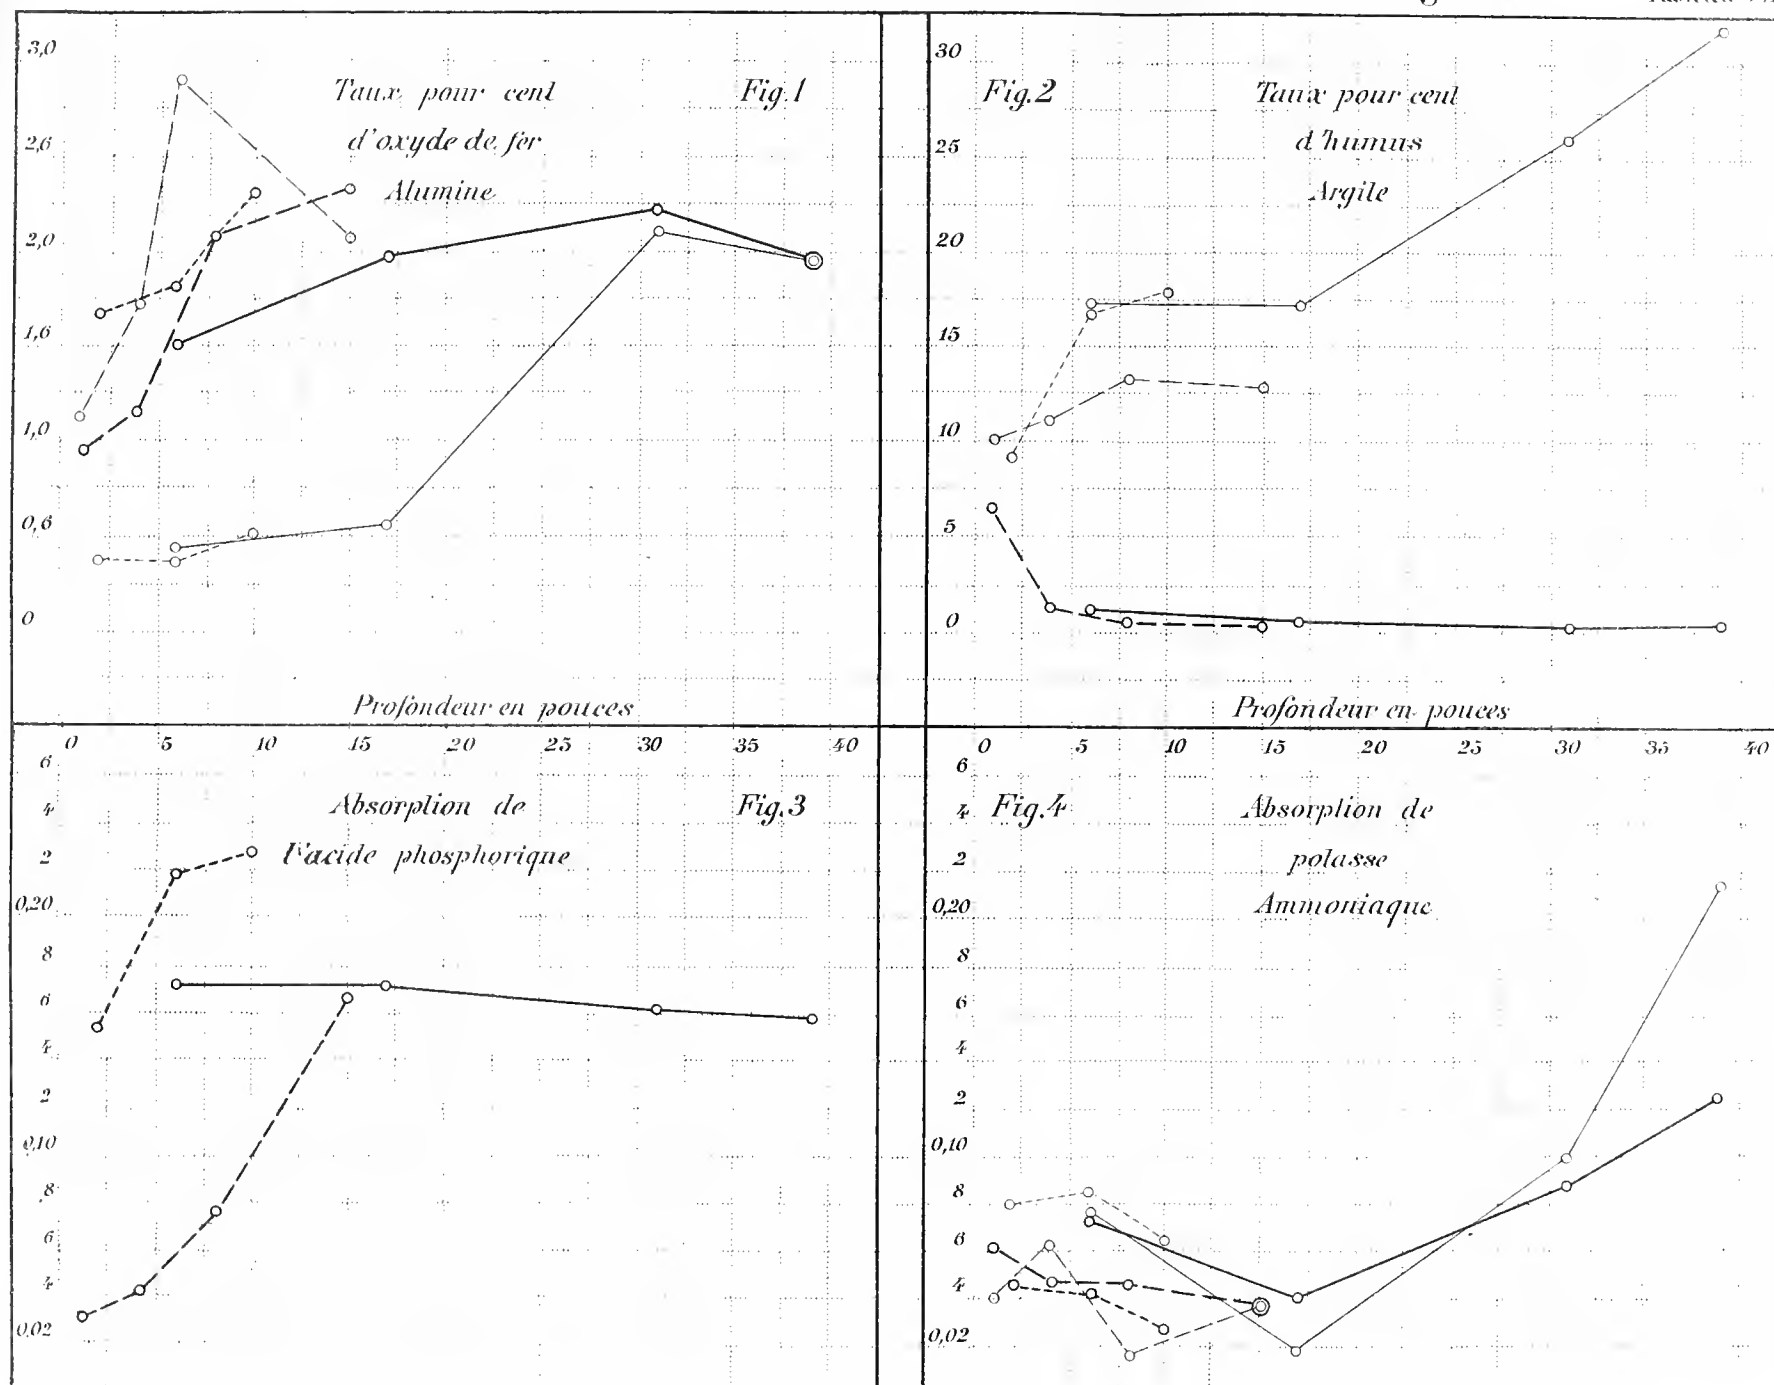 Fig.1
Taux pour cent
d'oxyde de fer
Alumine
3,0
2,6
2,0
1,6
1,0
0,6
0
Profondeur en pouces
Fig.2
Taux pour cent
d'humus
Argile
30
25
20
15
10
5
0
Profondeur en pouces
0 5 10 15 20 25 30 35 40
0 5 10 15 20 25 30 35 40
Absorption de
Fig.3
l'acide phosphorique
6
4
2
0,20
8
6
4
2
0,10
8
6
4
0,02
Fig.4
Absorption de
potasse
Ammoniaque
6
4
2
0,20
8
6
4
2
0,10
8
6
4
0,02